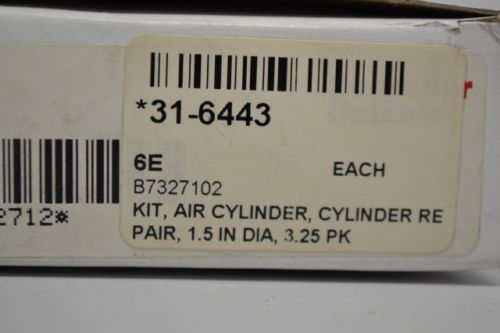 *31-6443
6E EACH
B7327102
KIT, AIR CYLINDER, CYLINDER RE
PAIR, 1.5 IN DIA, 3.25 PK
2712*